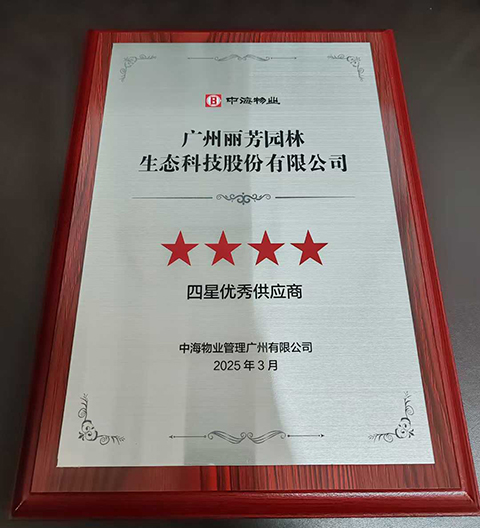 中海物业
广州丽芳园林
生态科技股份有限公司
四星优秀供应商
中海物业管理广州有限公司
2025年3月